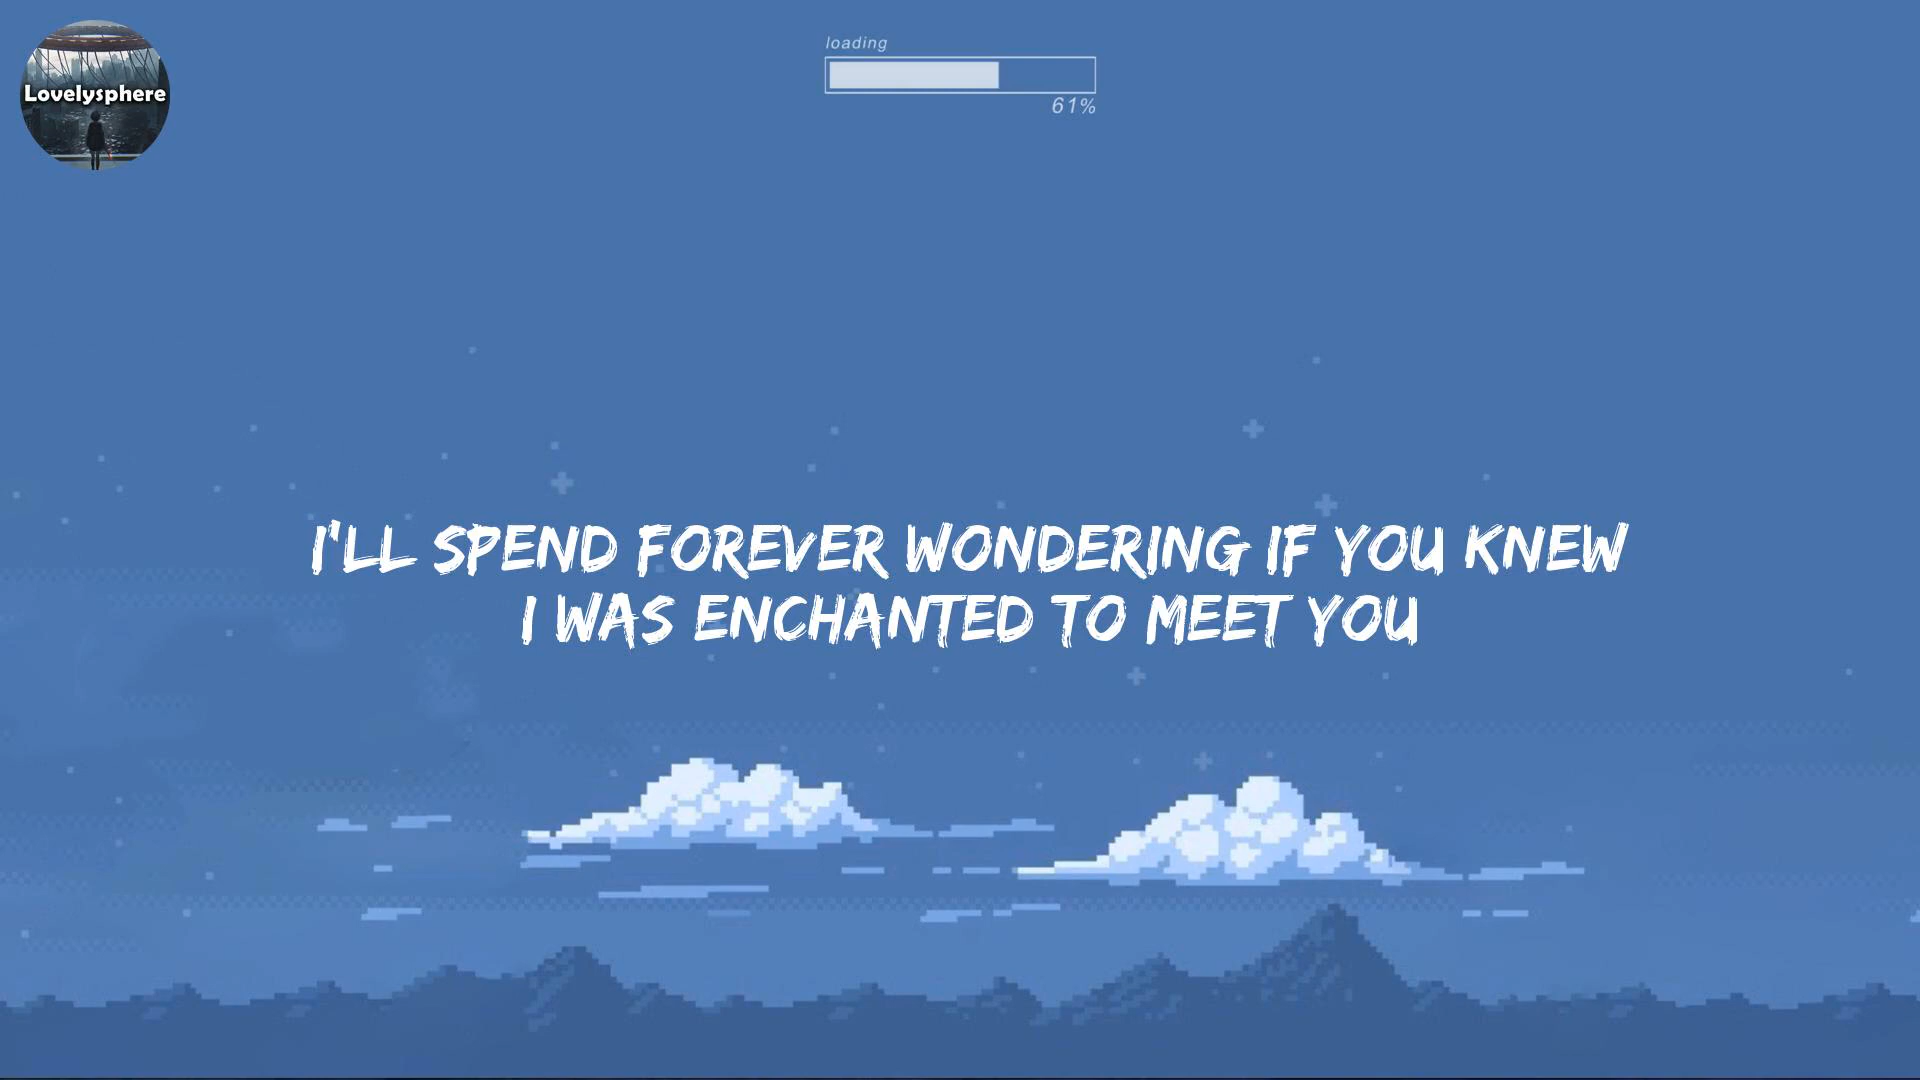 Lovelysphere
loading
61%
I'LL SPEND FOREVER WONDERING IF YOU KNEW
I WAS ENCHANTED TO MEET YOU